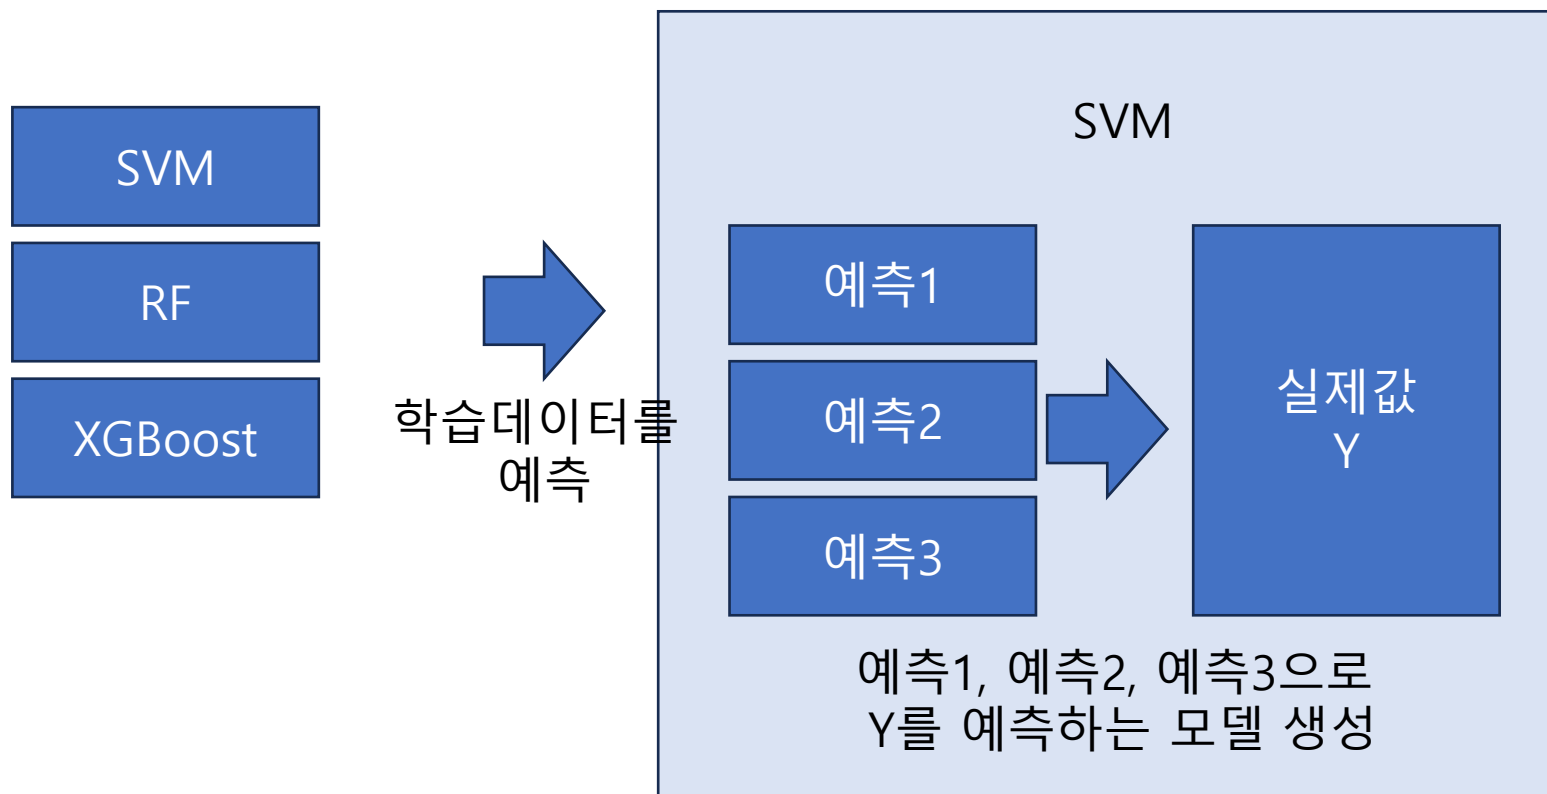 SVM
RF
XGBoost
학습데이터를
예측
SVM
예측1
예측2
예측3
실제값
Y
예측1, 예측2, 예측3으로
Y를 예측하는 모델 생성